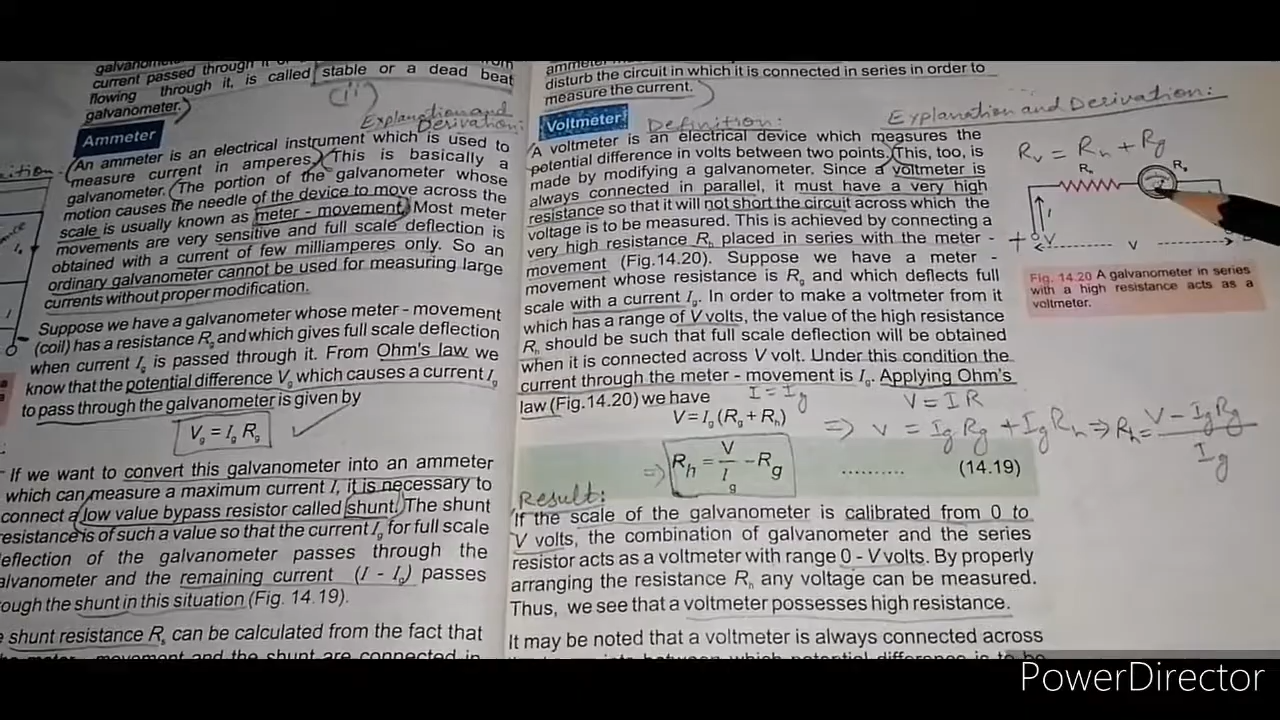 current passed through it or
flowing through it, is called stable or a dead beat
galvanometer.)
(ii)
Explanation and
Derivation:
Ammeter
(An ammeter is an electrical instrument which is used to
measure current in amperes.) This is basically a
galvanometer. (The portion of the galvanometer whose
motion causes the needle of the device to move across the
scale is usually known as meter - movement.) Most meter
movements are very sensitive and full scale deflection is
obtained with a current of few milliamperes only. So an
ordinary galvanometer cannot be used for measuring large
currents without proper modification.
Suppose we have a galvanometer whose meter - movement
(coil) has a resistance Rg and which gives full scale deflection
when current Ig is passed through it. From Ohm's law we
know that the potential difference Vg which causes a current Ig
to pass through the galvanometer is given by
Vg = Ig Rg
If we want to convert this galvanometer into an ammeter
which can measure a maximum current I, it is necessary to
connect a low value bypass resistor called shunt. The shunt
resistance is of such a value so that the current Ig for full scale
deflection of the galvanometer passes through the
galvanometer and the remaining current (I - Ig) passes
through the shunt in this situation (Fig. 14.19).
shunt resistance Rs can be calculated from the fact that
movement and the shunt are connected in
disturb the circuit in which it is connected in series in order to
measure the current.)
Voltmeter Definition: Explanation and Derivation:
(A voltmeter is an electrical device which measures the
potential difference in volts between two points.) This, too, is
made by modifying a galvanometer. Since a voltmeter is
always connected in parallel, it must have a very high
resistance so that it will not short the circuit across which the
voltage is to be measured. This is achieved by connecting a
very high resistance Rh placed in series with the meter -
movement (Fig.14.20). Suppose we have a meter -
movement whose resistance is Rg and which deflects full
scale with a current Ig. In order to make a voltmeter from it
which has a range of V volts, the value of the high resistance
Rh should be such that full scale deflection will be obtained
when it is connected across V volt. Under this condition the
current through the meter - movement is Ig. Applying Ohm's
law (Fig.14.20) we have
I = Ig
V = IR
V = Ig (Rg + Rh)
⇒ V = IgRg + IgRh ⇒ Rh = V - IgRg / Ig
⇒ Rh = V / Ig - Rg .......... (14.19)
Result:
If the scale of the galvanometer is calibrated from 0 to
V volts, the combination of galvanometer and the series
resistor acts as a voltmeter with range 0 - V volts. By properly
arranging the resistance Rh any voltage can be measured.
Thus, we see that a voltmeter possesses high resistance.
It may be noted that a voltmeter is always connected across
between which potential difference is to be
Rv = Rh + Rg
Rh
Rg
I
+ V
V
Fig. 14.20 A galvanometer in series
with a high resistance acts as a
voltmeter.
PowerDirector